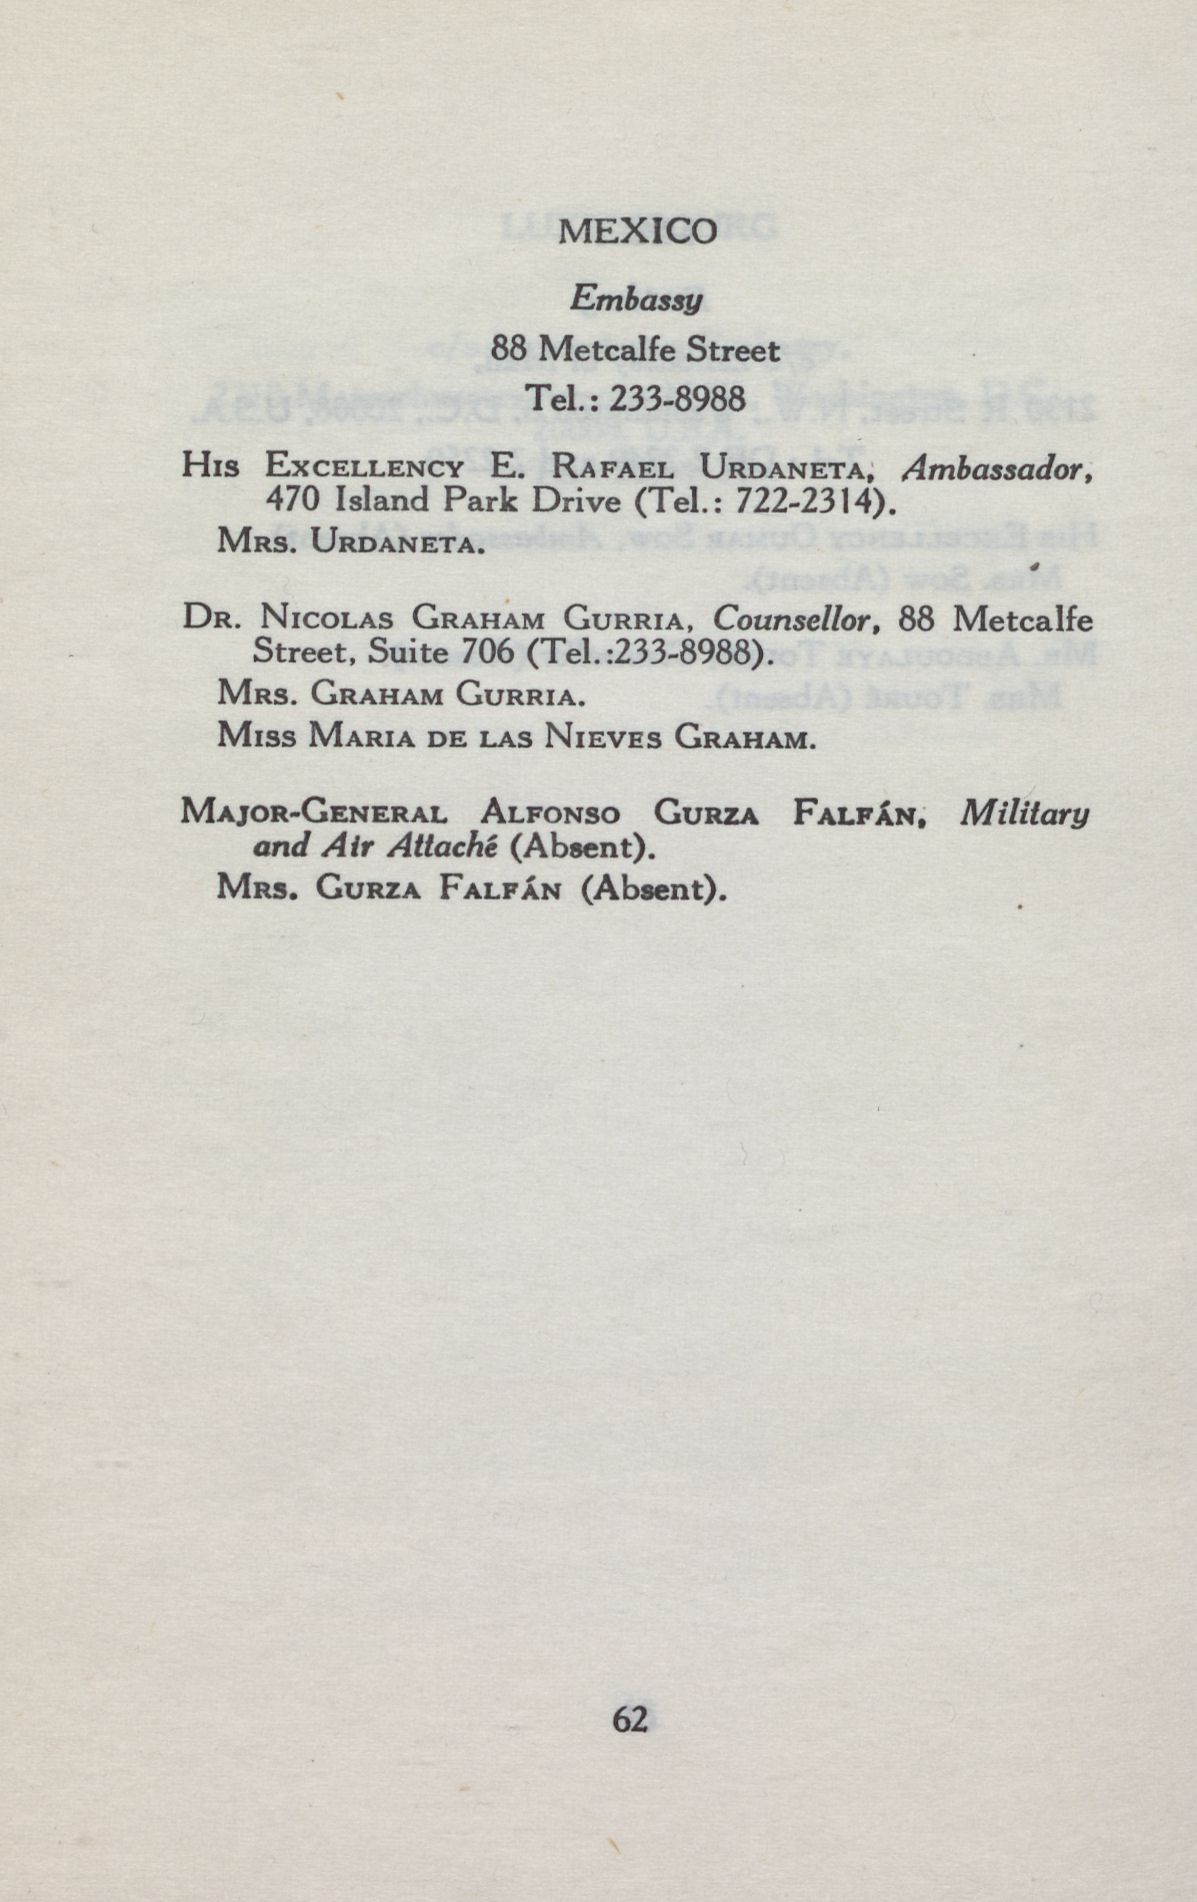 MEXICO
Embassy
88 Metcalfe Street
Tel.: 233-8988
HIS EXCELLENCY E. RAFAEL URDANETA, Ambassador,
470 Island Park Drive (Tel.: 722-2314).
MRS. URDANETA.
DR. NICOLAS GRAHAM GURRIA, Counsellor, 88 Metcalfe
Street, Suite 706 (Tel.:233-8988).
MRS. GRAHAM GURRIA.
MISS MARIA DE LAS NIEVES GRAHAM.
MAJOR-GENERAL ALFONSO GURZA FALFÁN, Military
and Air Attaché (Absent).
MRS. GURZA FALFÁN (Absent).
62